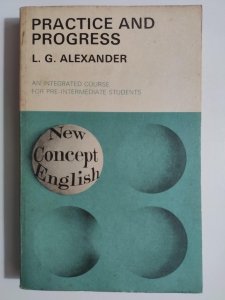 PRACTICE AND
PROGRESS
L. G. ALEXANDER
AN INTEGRATED COURSE
FOR PRE-INTERMEDIATE STUDENTS
New
Concept
English